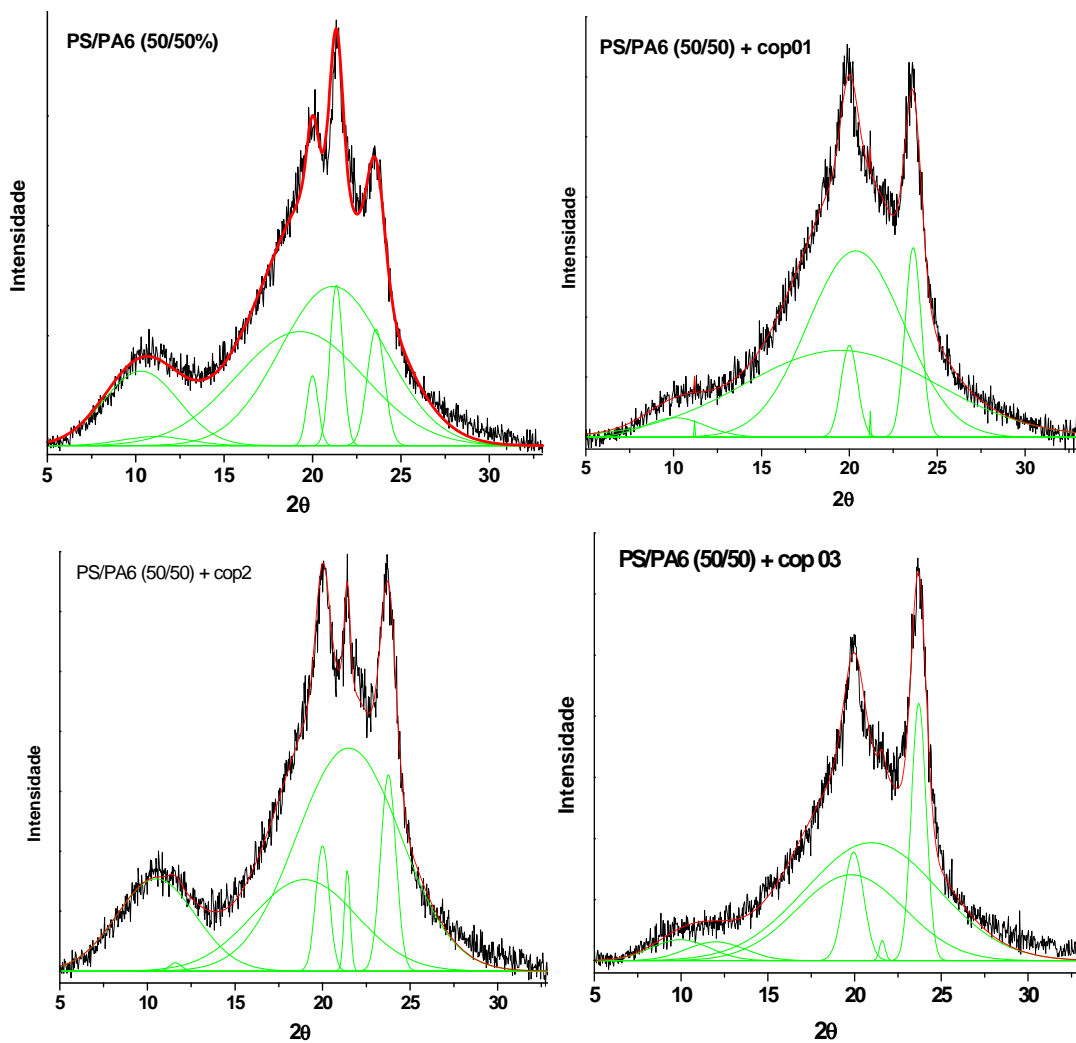 PS/PA6 (50/50%)
Intensidade
5 10 15 20 25 30
2θ
PS/PA6 (50/50) + cop01
Intensidade
5 10 15 20 25 30
2θ
PS/PA6 (50/50) + cop2
Intensidade
5 10 15 20 25 30
2θ
PS/PA6 (50/50) + cop 03
Intensidade
5 10 15 20 25 30
2θ